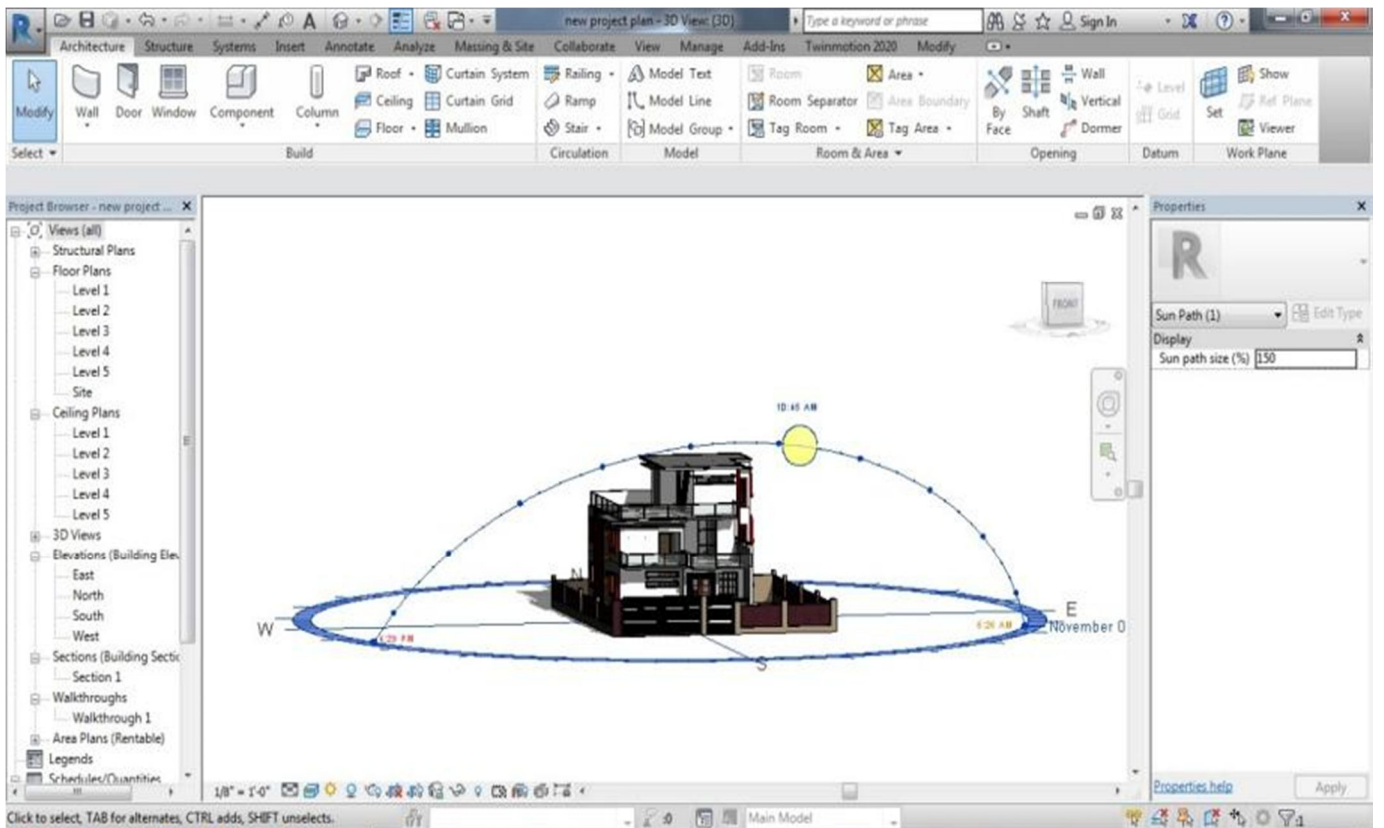 new project plan - 3D View: {3D}
Type a keyword or phrase
Sign In
Architecture Structure Systems Insert Annotate Analyze Massing & Site Collaborate View Manage Add-Ins Twinmotion 2020 Modify
Modify
Wall
Door
Window
Component
Column
Roof
Ceiling
Floor
Curtain System
Curtain Grid
Mullion
Railing
Ramp
Stair
Model Text
Model Line
Model Group
Room
Room Separator
Tag Room
Area
Area Boundary
Tag Area
By Face
Shaft
Wall
Vertical
Dormer
Level
Grid
Set
Show
Ref Plane
Viewer
Select
Build
Circulation
Model
Room & Area
Opening
Datum
Work Plane
Project Browser - new project ...
Views (all)
Structural Plans
Floor Plans
Level 1
Level 2
Level 3
Level 4
Level 5
Site
Ceiling Plans
Level 1
Level 2
Level 3
Level 4
Level 5
3D Views
Elevations (Building Ele
East
North
South
West
Sections (Building Sectic
Section 1
Walkthroughs
Walkthrough 1
Area Plans (Rentable)
Legends
Schedules/Quantities
FRONT
10:45 AM
N
W
E
S
6:26 AM
November 0
1/8" = 1'-0"
Properties
R
Sun Path (1)
Edit Type
Display
Sun path size (%) 150
Properties help
Apply
Click to select, TAB for alternates, CTRL adds, SHIFT unselects.
:0
Main Model
:1